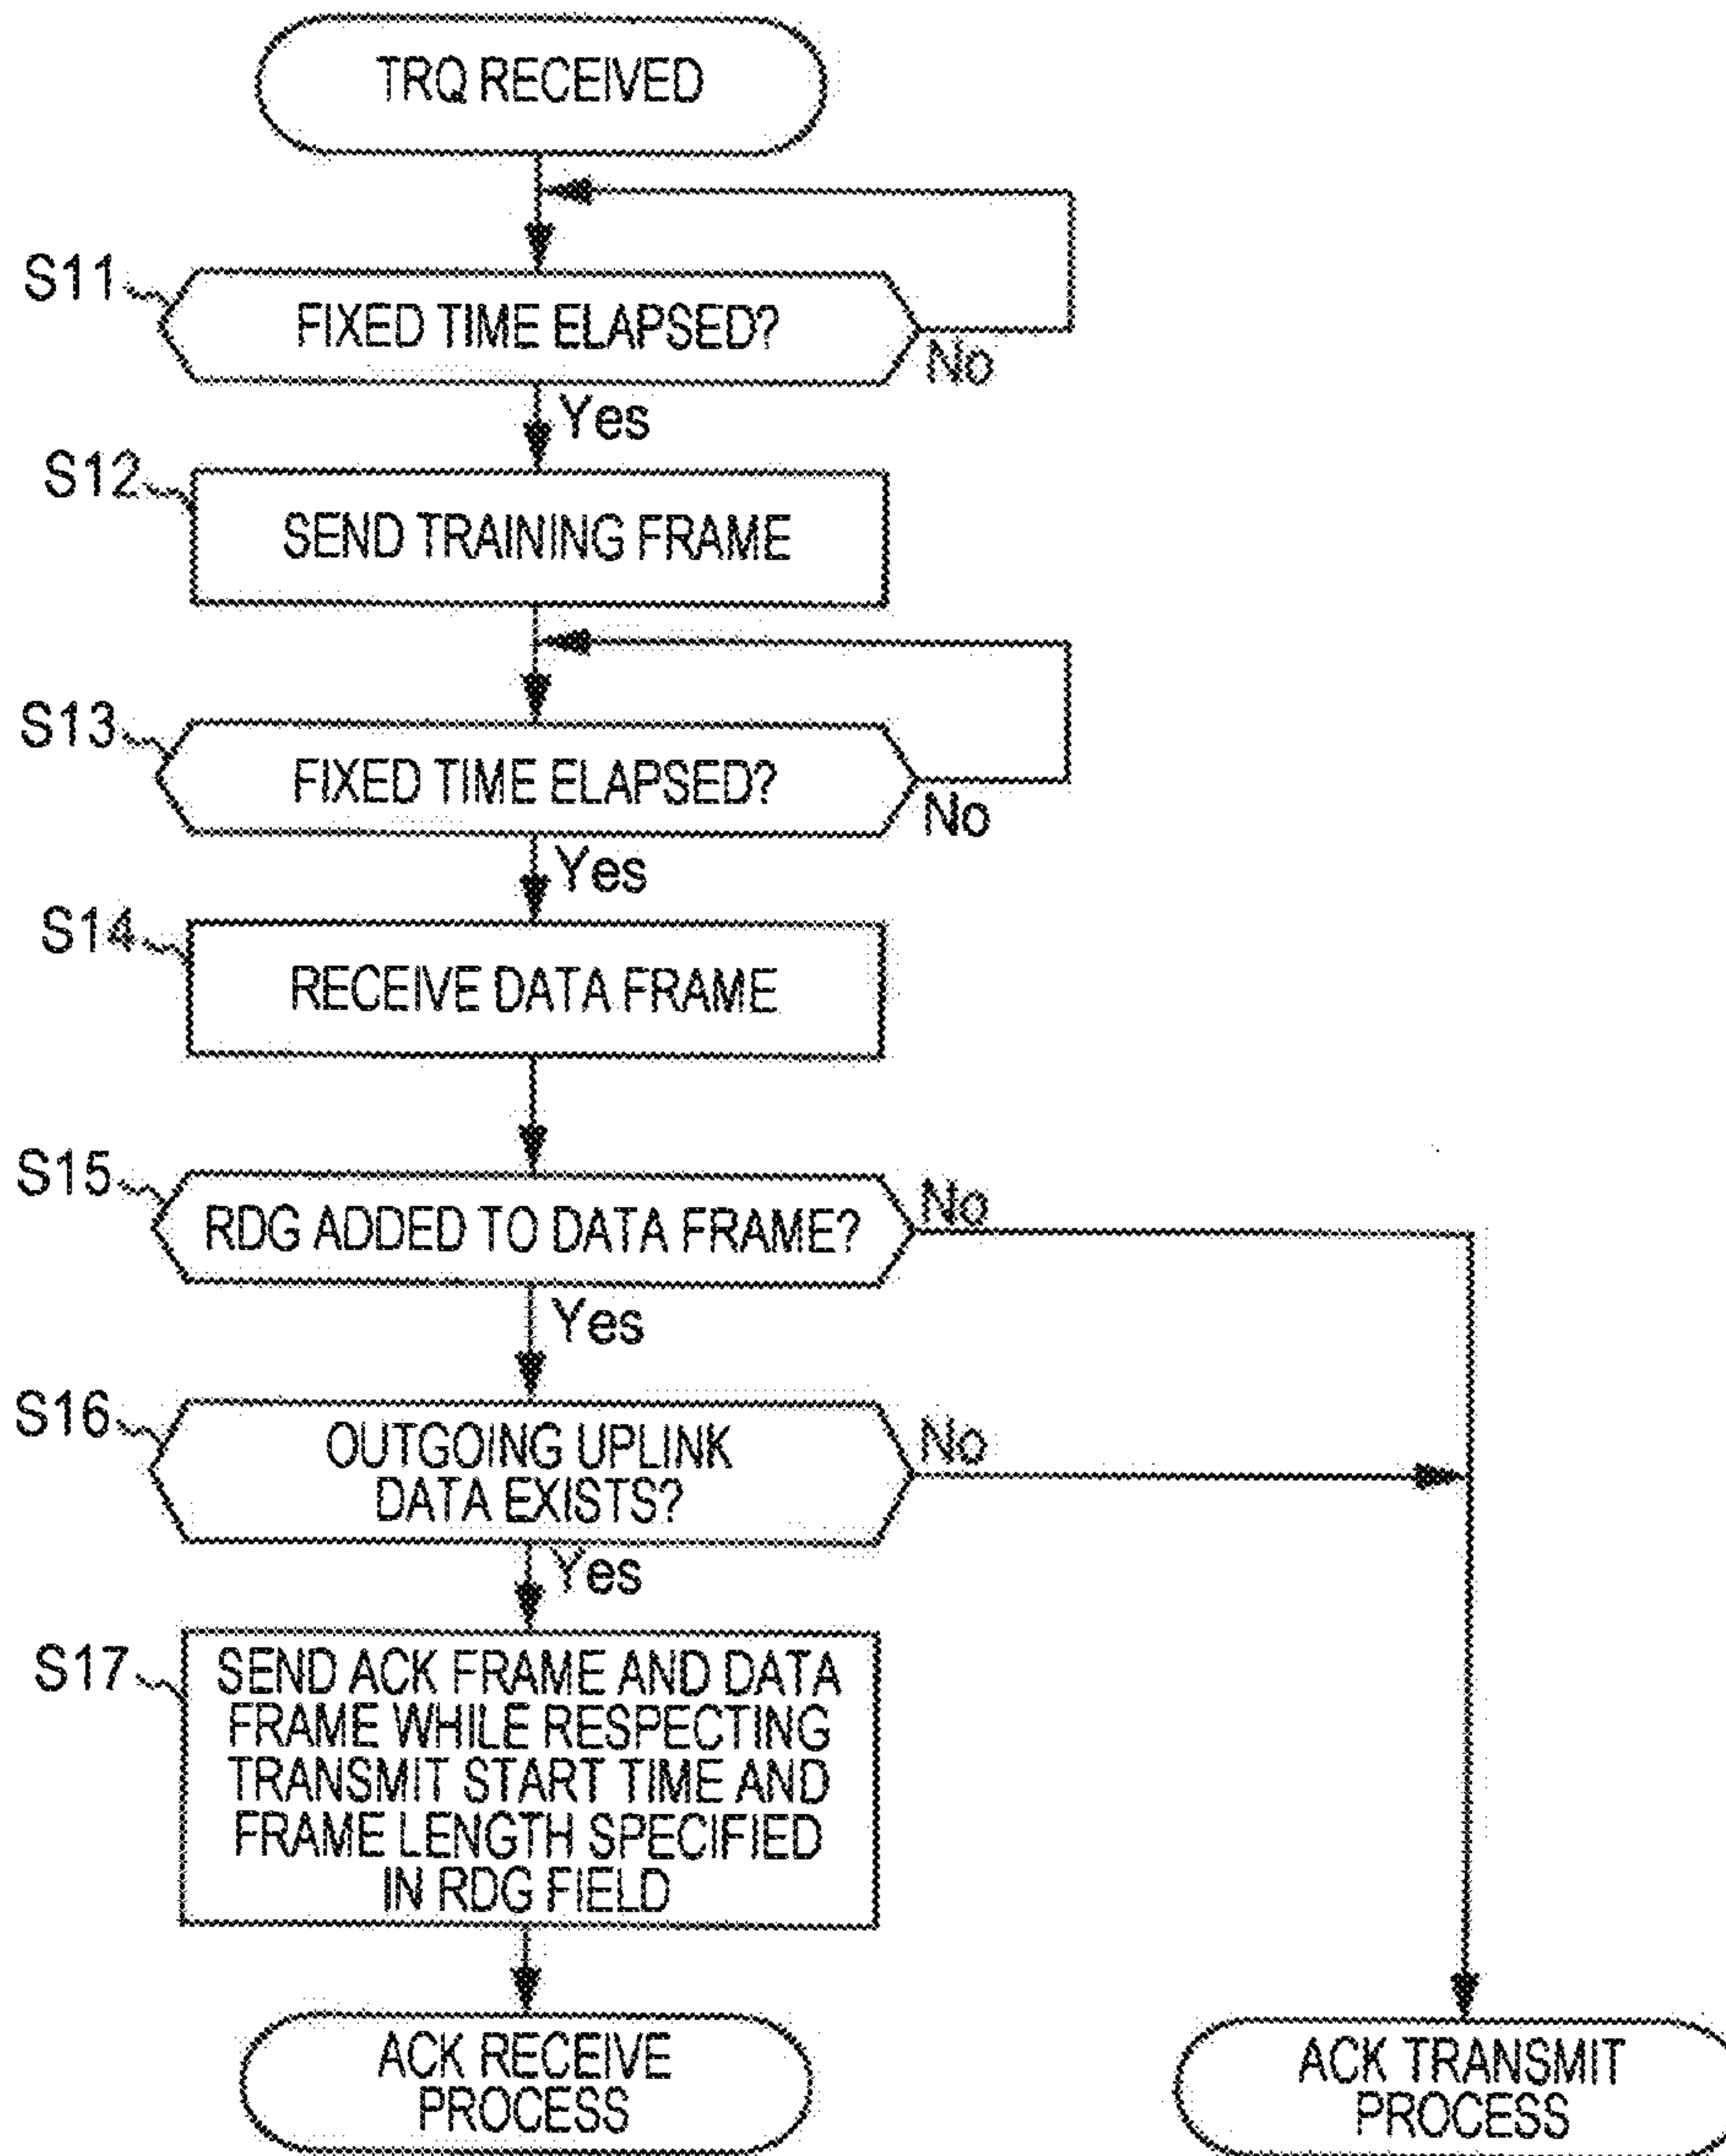 TRQ RECEIVED
S11
FIXED TIME ELAPSED?
No
Yes
S12
SEND TRAINING FRAME
S13
FIXED TIME ELAPSED?
No
Yes
S14
RECEIVE DATA FRAME
S15
RDG ADDED TO DATA FRAME?
No
Yes
S16
OUTGOING UPLINK
DATA EXISTS?
No
Yes
S17
SEND ACK FRAME AND DATA
FRAME WHILE RESPECTING
TRANSMIT START TIME AND
FRAME LENGTH SPECIFIED
IN RDG FIELD
ACK RECEIVE
PROCESS
ACK TRANSMIT
PROCESS